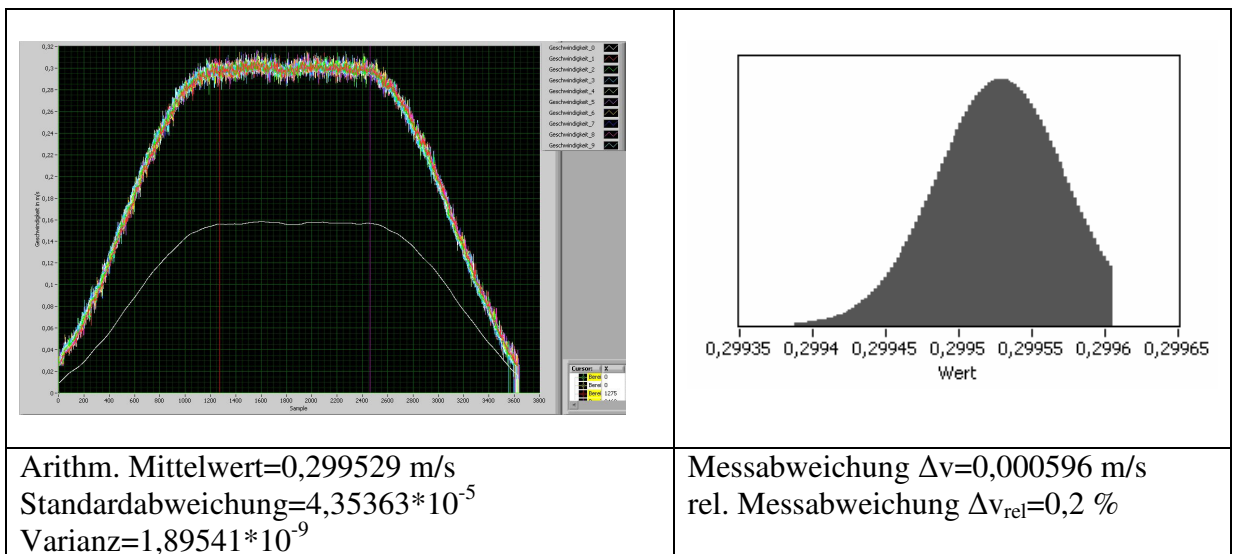 0,32
0,3
0,28
0,26
0,24
0,22
0,2
0,18
0,16
0,14
0,12
0,1
0,08
0,06
0,04
0,02
0
Geschwindigkeit in m/s
0 200 400 600 800 1000 1200 1400 1600 1800 2000 2200 2400 2600 2800 3000 3200 3400 3600 3800
Sample
Geschwindigkeit_0
Geschwindigkeit_1
Geschwindigkeit_2
Geschwindigkeit_3
Geschwindigkeit_4
Geschwindigkeit_5
Geschwindigkeit_6
Geschwindigkeit_7
Geschwindigkeit_8
Geschwindigkeit_9
Cursor: X
Berei 0
Berei 0
Berei 1275
0,29935 0,2994 0,29945 0,2995 0,29955 0,2996 0,29965
Wert
Arithm. Mittelwert=0,299529 m/s
Standardabweichung=4,35363*10⁻⁵
Varianz=1,89541*10⁻⁹
Messabweichung Δv=0,000596 m/s
rel. Messabweichung Δv_rel=0,2 %